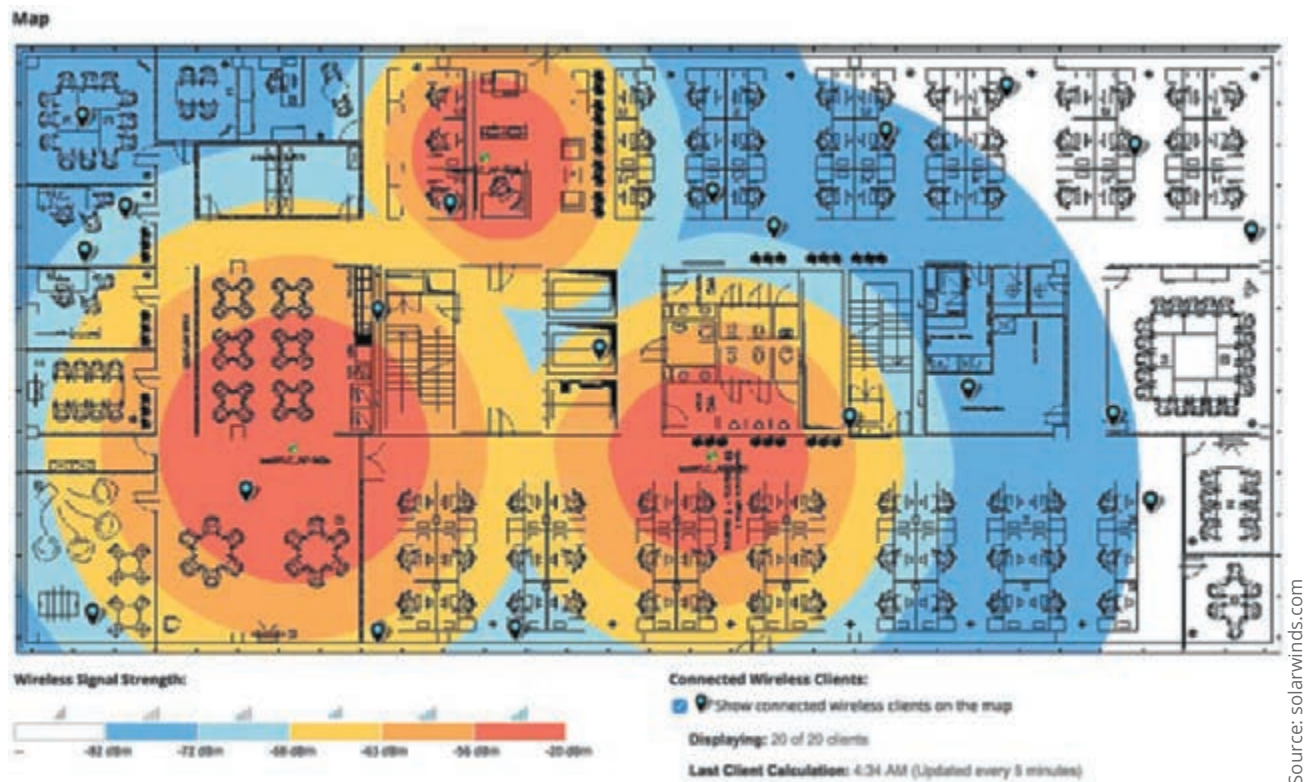 Map
Wireless Signal Strength:
-- -82 dBm -72 dBm -68 dBm -63 dBm -56 dBm -20 dBm
Connected Wireless Clients:
Show connected wireless clients on the map
Displaying: 20 of 20 clients
Last Client Calculation: 4:34 AM (Updated every 5 minutes)
Source: solarwinds.com